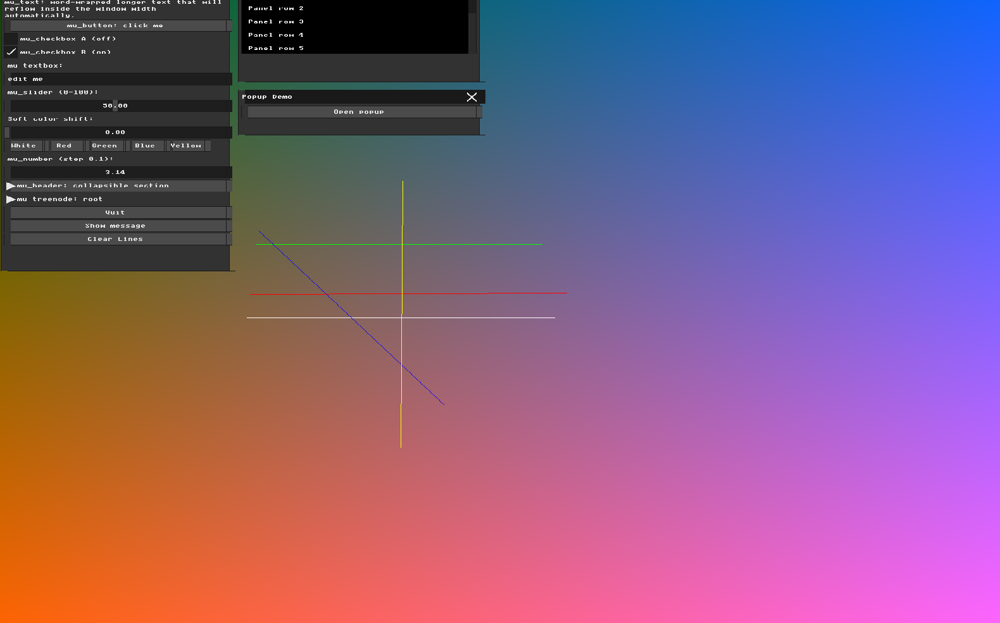 mu_text: word-wrapped longer text that will
reflow inside the window width
automatically.
mu_button: click me
mu_checkbox A (off)
mu_checkbox B (on)
mu textbox:
edit me
mu_slider (0-100):
50.00
Soft color shift:
0.00
White Red Green Blue Yellow
mu_number (step 0.1):
3.14
mu_header: collapsible section
mu treenode: root
Quit
Show message
Clear Lines
Panel row 2
Panel row 3
Panel row 4
Panel row 5
Popup Demo
Open popup